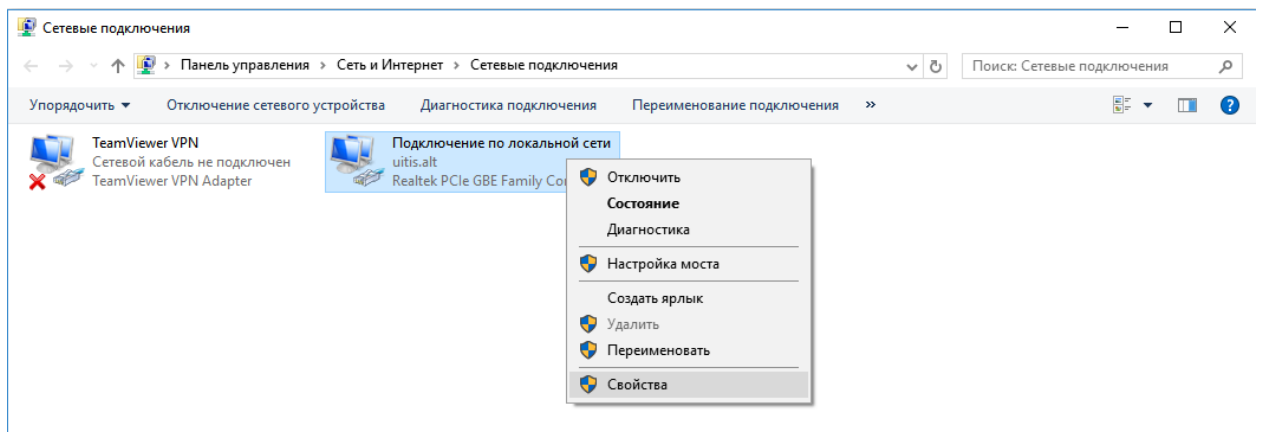 Сетевые подключения
Панель управления > Сеть и Интернет > Сетевые подключения
Поиск: Сетевые подключения
Упорядочить Отключение сетевого устройства Диагностика подключения Переименование подключения »
TeamViewer VPN
Сетевой кабель не подключен
TeamViewer VPN Adapter
Подключение по локальной сети
uitis.alt
Realtek PCIe GBE Family
Отключить
Состояние
Диагностика
Настройка моста
Создать ярлык
Удалить
Переименовать
Свойства